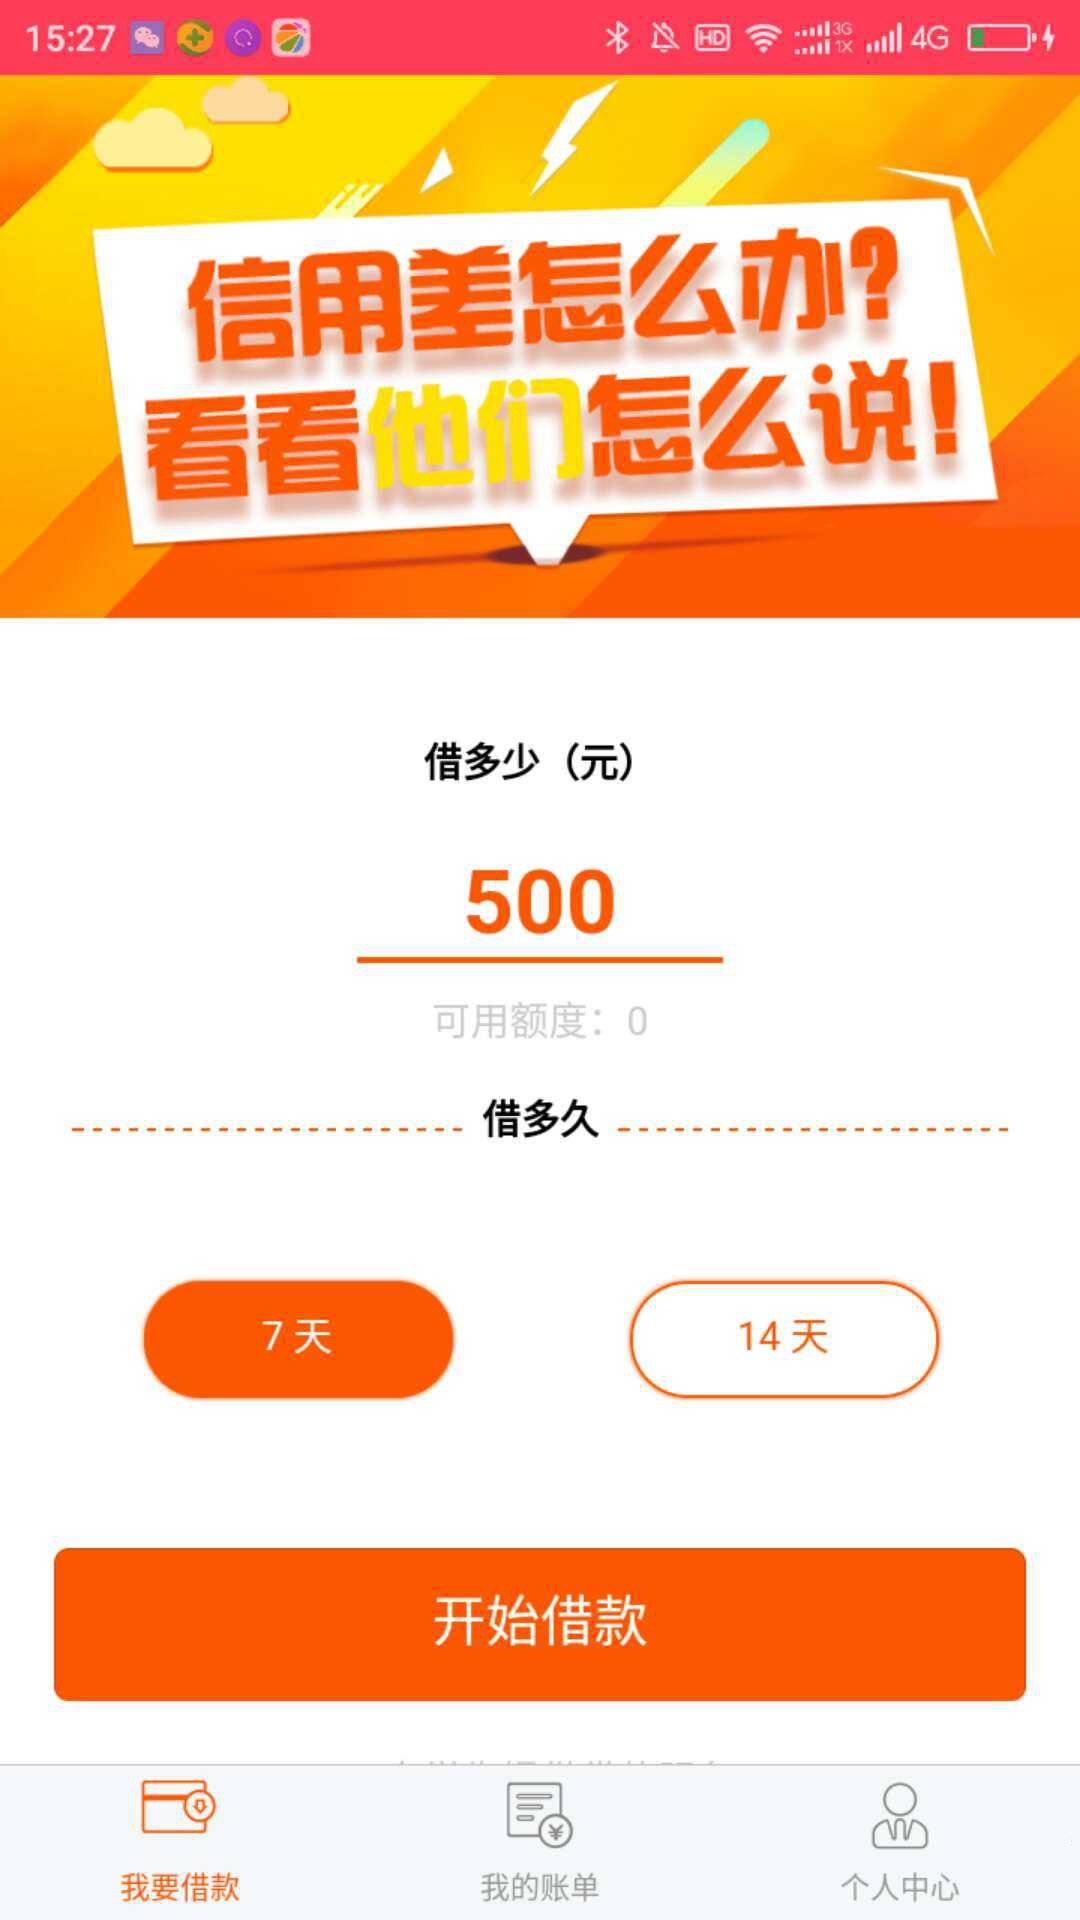 15:27
HD 3G 1X 4G
信用差怎么办?
看看他们怎么说!
借多少（元）
500
可用额度：0
借多久
7 天
14 天
开始借款
我要借款
我的账单
个人中心